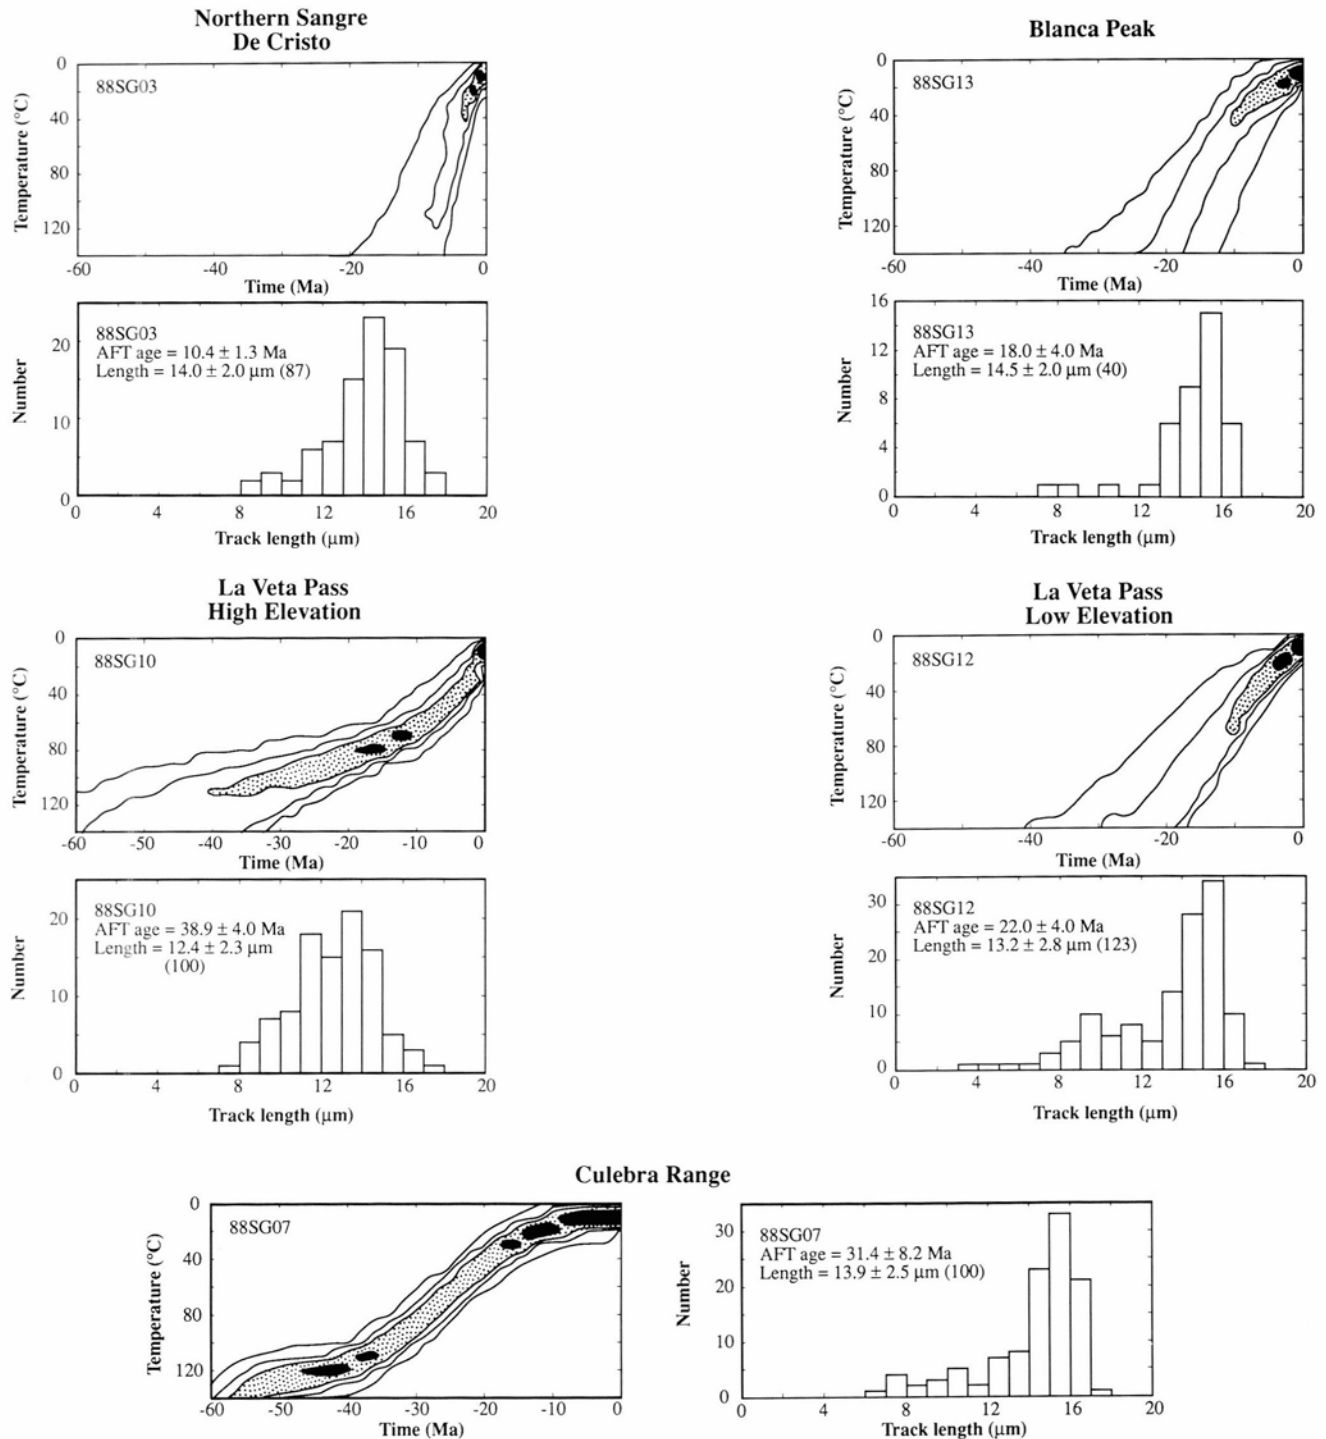 Northern Sangre
De Cristo
0
40
80
120
Temperature (°C)
88SG03
-60
-40
-20
0
Time (Ma)
20
10
0
Number
88SG03
AFT age = 10.4 ± 1.3 Ma
Length = 14.0 ± 2.0 µm (87)
0
4
8
12
16
20
Track length (µm)
Blanca Peak
0
40
80
120
Temperature (°C)
88SG13
-60
-40
-20
0
Time (Ma)
16
12
8
4
0
Number
88SG13
AFT age = 18.0 ± 4.0 Ma
Length = 14.5 ± 2.0 µm (40)
0
4
8
12
16
20
Track length (µm)
La Veta Pass
High Elevation
0
40
80
120
Temperature (°C)
88SG10
-60
-50
-40
-30
-20
-10
0
Time (Ma)
20
10
0
Number
88SG10
AFT age = 38.9 ± 4.0 Ma
Length = 12.4 ± 2.3 µm
(100)
0
4
8
12
16
20
Track length (µm)
La Veta Pass
Low Elevation
0
40
80
120
Temperature (°C)
88SG12
-60
-40
-20
0
Time (Ma)
30
20
10
0
Number
88SG12
AFT age = 22.0 ± 4.0 Ma
Length = 13.2 ± 2.8 µm (123)
0
4
8
12
16
20
Track length (µm)
Culebra Range
0
40
80
120
Temperature (°C)
88SG07
-60
-50
-40
-30
-20
-10
0
Time (Ma)
30
20
10
0
Number
88SG07
AFT age = 31.4 ± 8.2 Ma
Length = 13.9 ± 2.5 µm (100)
0
4
8
12
16
20
Track length (µm)